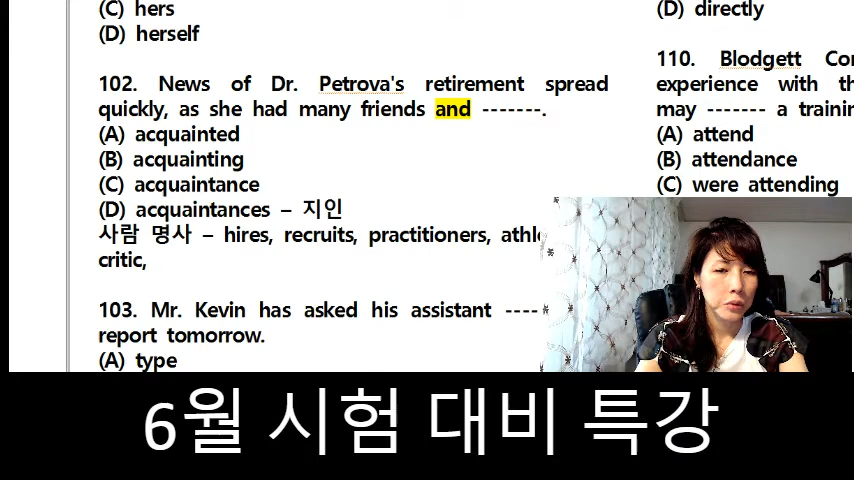 (C) hers
(D) herself
102. News of Dr. Petrova's retirement spread
quickly, as she had many friends and -------.
(A) acquainted
(B) acquainting
(C) acquaintance
(D) acquaintances – 지인
사람 명사 – hires, recruits, practitioners,
critic,
103. Mr. Kevin has asked his assistant ----
report tomorrow.
(A) type
(D) directly
110. Blodgett
experience with
may ------- a
(A) attend
(B) attendance
(C) were attending
6월 시험 대비 특강